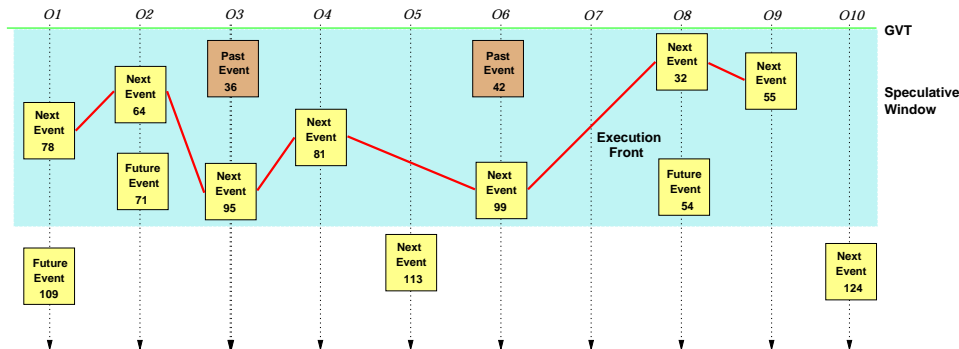 O1 O2 O3 O4 O5 O6 O7 O8 O9 O10
GVT
Next
Event
78
Next
Event
64
Past
Event
36
Next
Event
81
Past
Event
42
Next
Event
32
Next
Event
55
Speculative
Window
Future
Event
71
Next
Event
95
Next
Event
99
Execution
Front
Future
Event
54
Future
Event
109
Next
Event
113
Next
Event
124